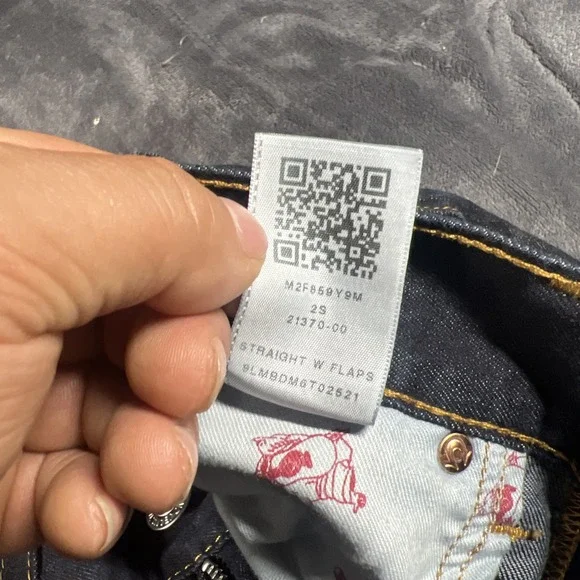 M2F859Y9M
2S
21370-00
STRAIGHT W FLAPS
9LMBDM6T02521